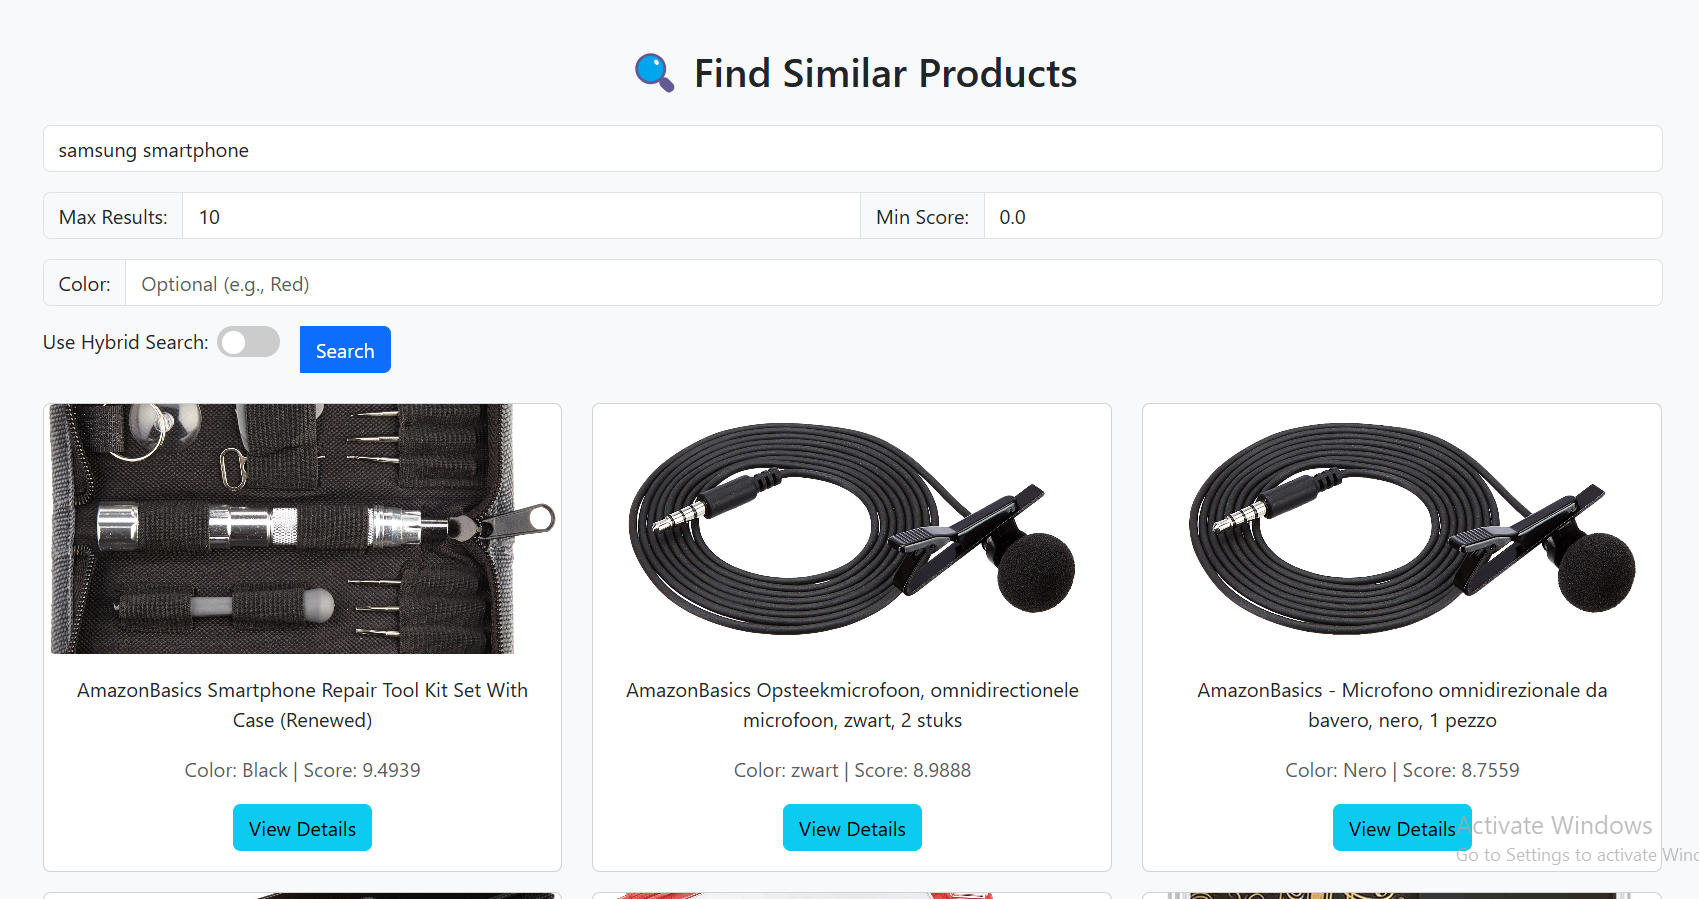 Find Similar Products
samsung smartphone
Max Results: 10 Min Score: 0.0
Color: Optional (e.g., Red)
Use Hybrid Search: Search
AmazonBasics Smartphone Repair Tool Kit Set With
Case (Renewed)
Color: Black | Score: 9.4939
View Details
AmazonBasics Opsteekmicrofoon, omnidirectionele
microfoon, zwart, 2 stuks
Color: zwart | Score: 8.9888
View Details
AmazonBasics - Microfono omnidirezionale da
bavero, nero, 1 pezzo
Color: Nero | Score: 8.7559
View Details
Activate Windows
Go to Settings to activate Wind